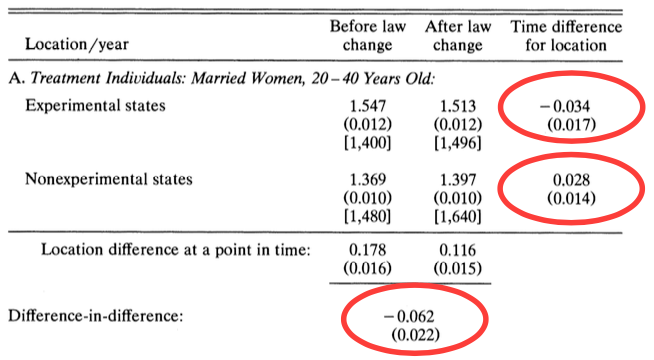 Before law After law Time difference
Location/year change change for location
A. Treatment Individuals: Married Women, 20–40 Years Old:
Experimental states 1.547 1.513 −0.034
(0.012) (0.012) (0.017)
[1,400] [1,496]
Nonexperimental states 1.369 1.397 0.028
(0.010) (0.010) (0.014)
[1,480] [1,640]
Location difference at a point in time: 0.178 0.116
(0.016) (0.015)
Difference-in-difference: −0.062
(0.022)